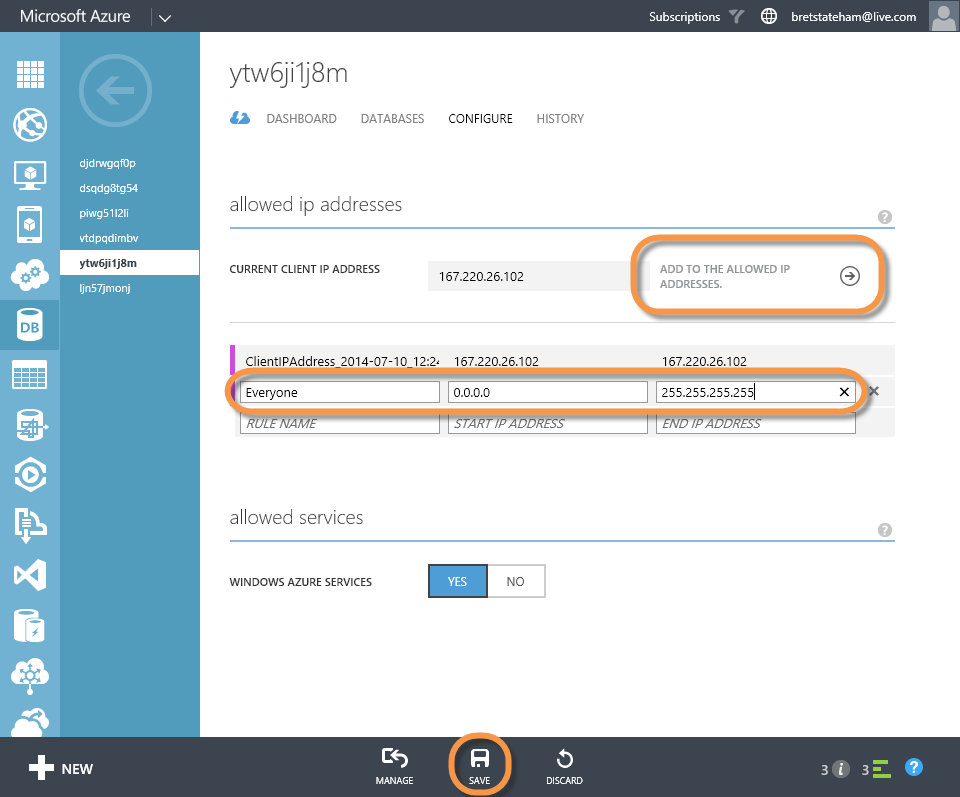 Microsoft Azure
Subscriptions
bretstateham@live.com
djdrwgqf0p
dsqdg8tg54
piwg51l2li
vtdpqdimbv
ytw6ji1j8m
ljn57jmonj
ytw6ji1j8m
DASHBOARD DATABASES CONFIGURE HISTORY
allowed ip addresses
?
CURRENT CLIENT IP ADDRESS
167.220.26.102
ADD TO THE ALLOWED IP
ADDRESSES.
ClientIPAddress_2014-07-10_12:24 167.220.26.102 167.220.26.102
Everyone 0.0.0.0 255.255.255.255
RULE NAME START IP ADDRESS END IP ADDRESS
allowed services
?
WINDOWS AZURE SERVICES
YES NO
DB
NEW
MANAGE
SAVE
DISCARD
3 i 3 ?